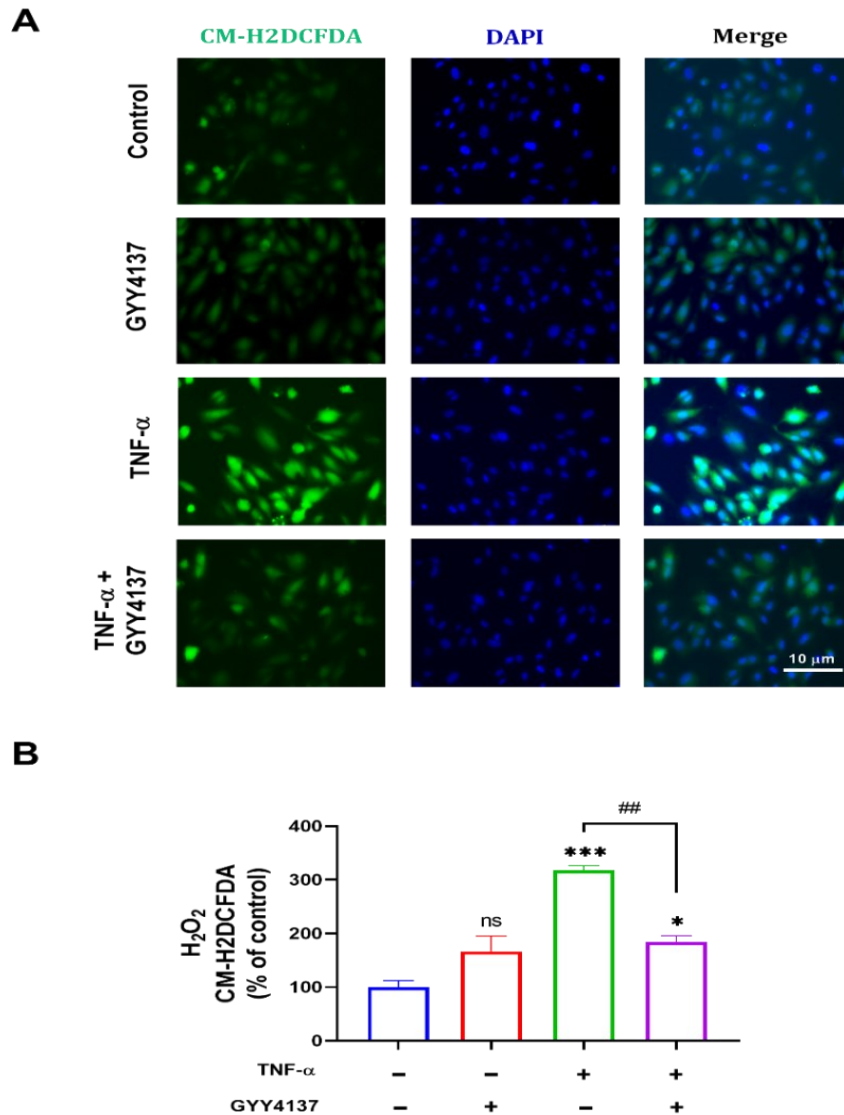 A
CM-H2DCFDA DAPI Merge
Control
GYY4137
TNF-α
TNF-α +
GYY4137
10 μm
B
H₂O₂
CM-H2DCFDA
(% of control)
400
300
200
100
0
ns
***
##
*
TNF-α – – + +
GYY4137 – + – +